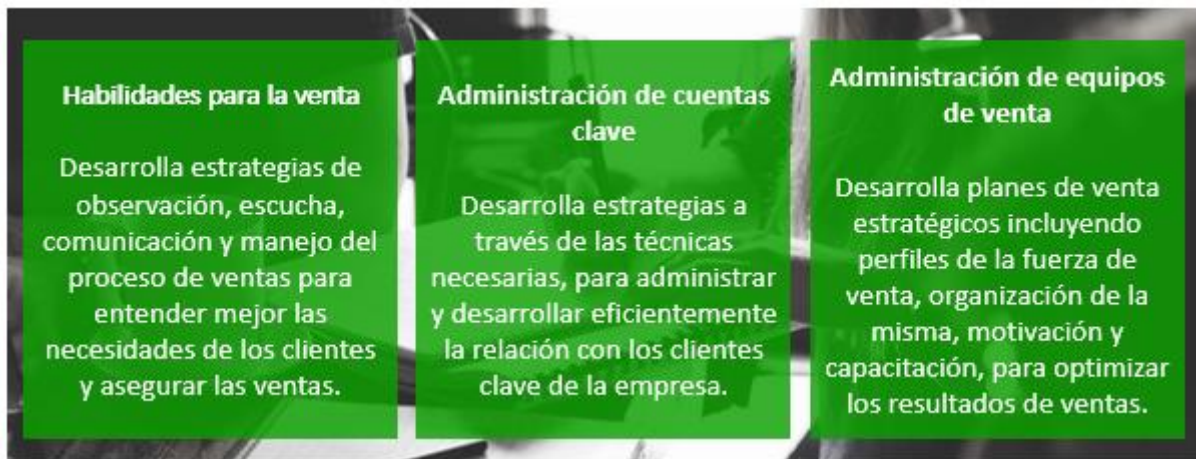 Habilidades para la venta
Desarrolla estrategias de
observación, escucha,
comunicación y manejo del
proceso de ventas para
entender mejor las
necesidades de los clientes
y asegurar las ventas.
Administración de cuentas
clave
Desarrolla estrategias a
través de las técnicas
necesarias, para administrar
y desarrollar eficientemente
la relación con los clientes
clave de la empresa.
Administración de equipos
de venta
Desarrolla planes de venta
estratégicos incluyendo
perfiles de la fuerza de
venta, organización de la
misma, motivación y
capacitación, para optimizar
los resultados de ventas.